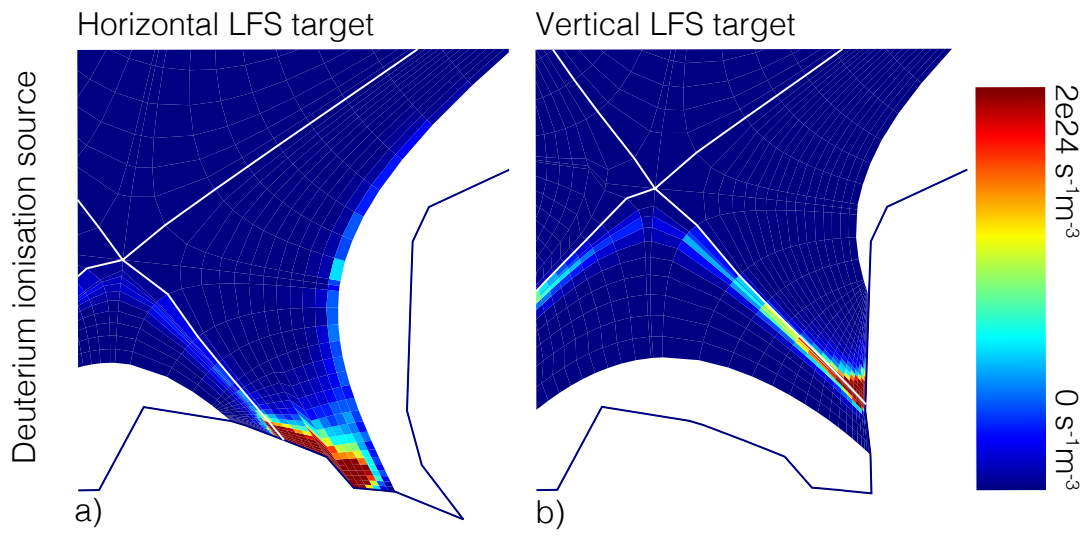 Horizontal LFS target
Vertical LFS target
Deuterium ionisation source
2e24 s⁻¹m⁻³
0 s⁻¹m⁻³
a)
b)